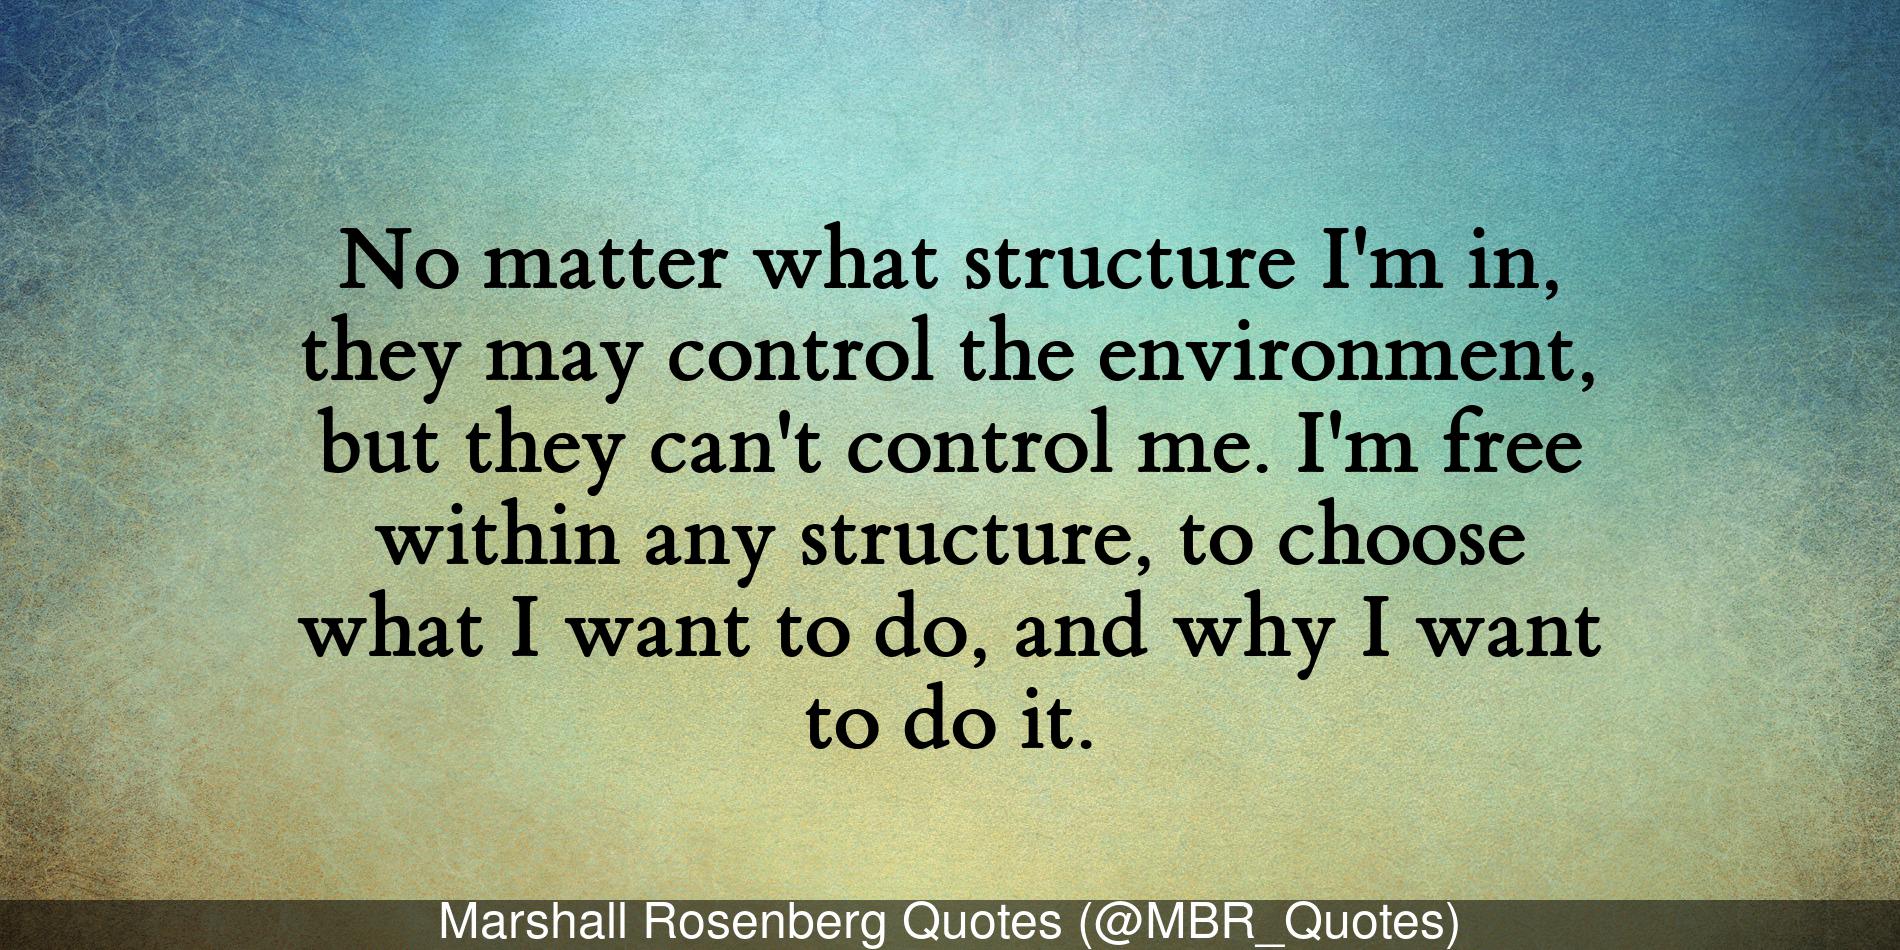 No matter what structure I'm in,
they may control the environment,
but they can't control me. I'm free
within any structure, to choose
what I want to do, and why I want
to do it.
Marshall Rosenberg Quotes (@MBR_Quotes)